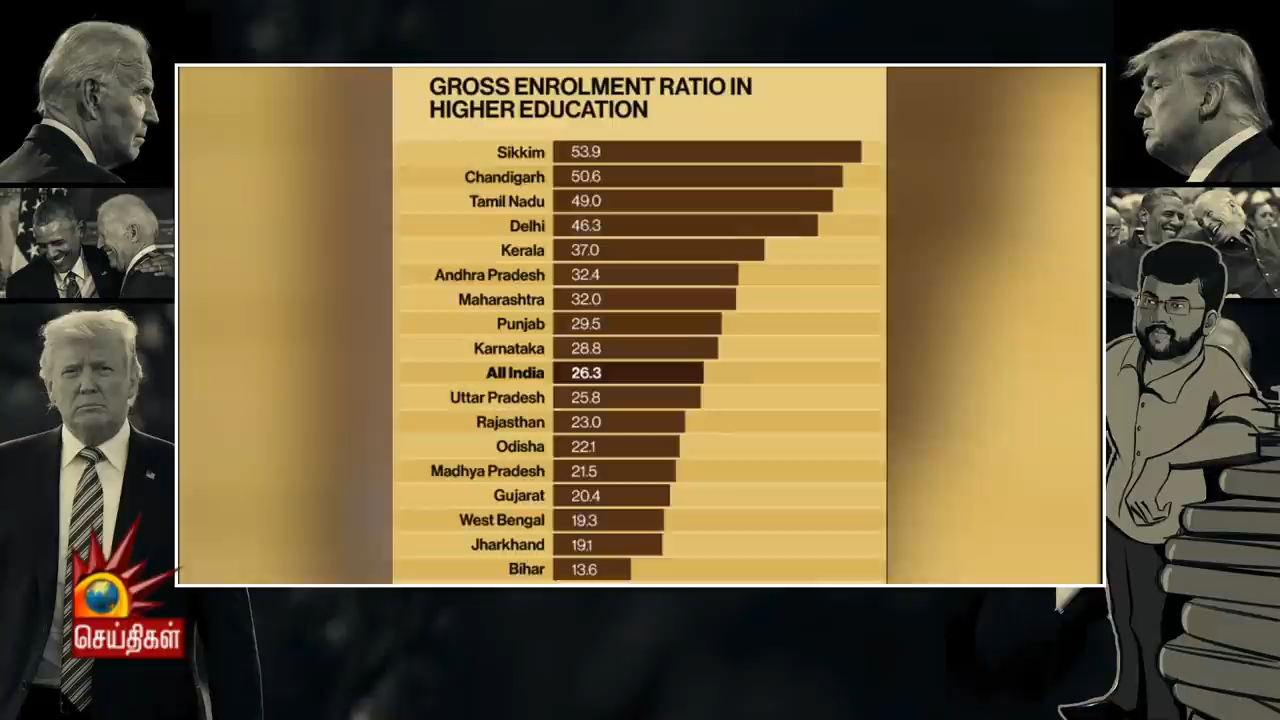 GROSS ENROLMENT RATIO IN
HIGHER EDUCATION
Sikkim 53.9
Chandigarh 50.6
Tamil Nadu 49.0
Delhi 46.3
Kerala 37.0
Andhra Pradesh 32.4
Maharashtra 32.0
Punjab 29.5
Karnataka 28.8
All India 26.3
Uttar Pradesh 25.8
Rajasthan 23.0
Odisha 22.1
Madhya Pradesh 21.5
Gujarat 20.4
West Bengal 19.3
Jharkhand 19.1
Bihar 13.6
செய்திகள்